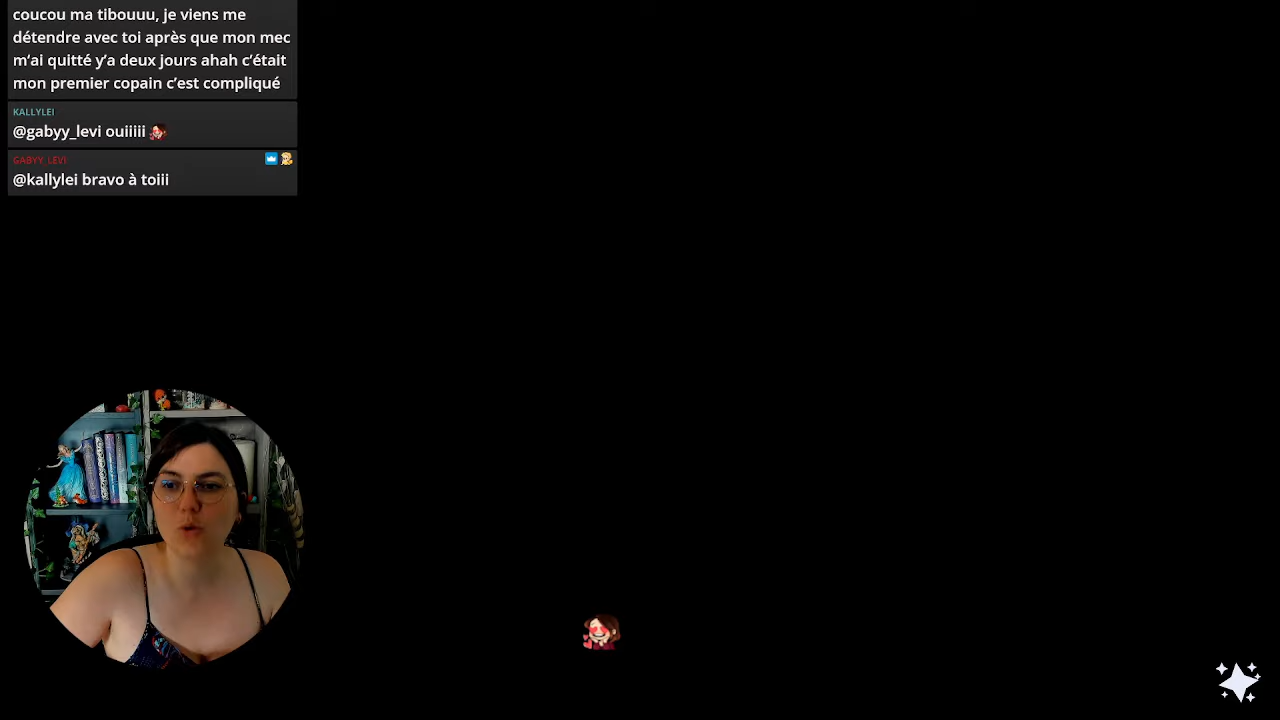 coucou ma tibouuu, je viens me
détendre avec toi après que mon mec
m'ai quitté y'a deux jours ahah c'était
mon premier copain c'est compliqué
KALLYLEI
@gabyy_levi ouiiiii
GABYY_LEVI
@kallylei bravo à toiii